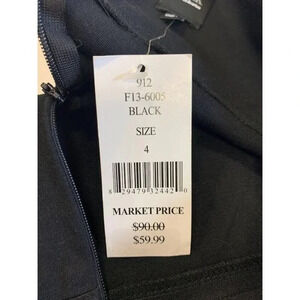 912
F13-6005
BLACK
SIZE
4
8 29479 32442 0
MARKET PRICE
$90.00
$59.99